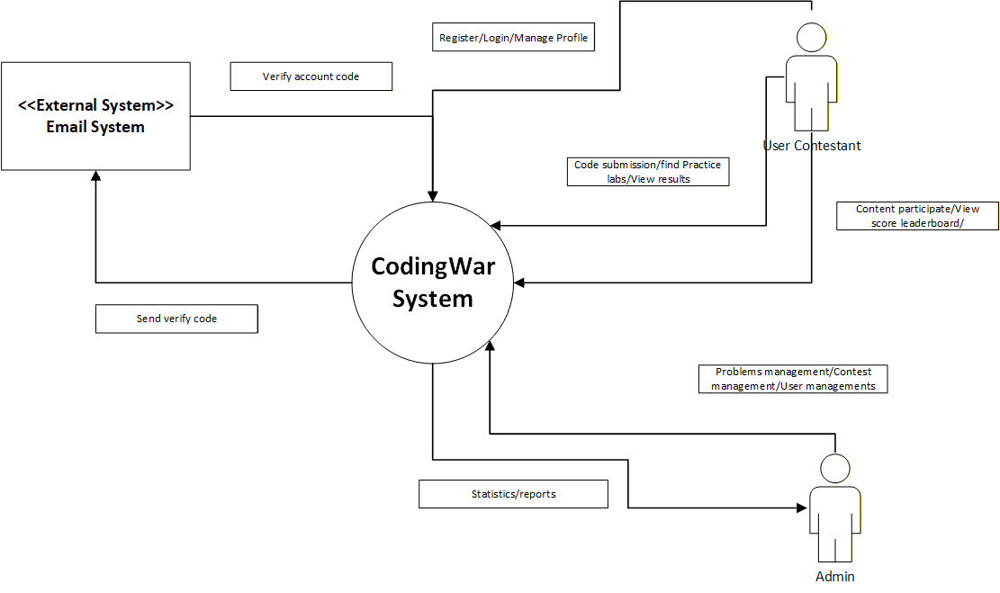 Register/Login/Manage Profile
Verify account code
<<External System>>
Email System
User Contestant
Code submission/find Practice
labs/View results
Content participate/View
score leaderboard/
CodingWar
System
Send verify code
Problems management/Contest
management/User managements
Statistics/reports
Admin